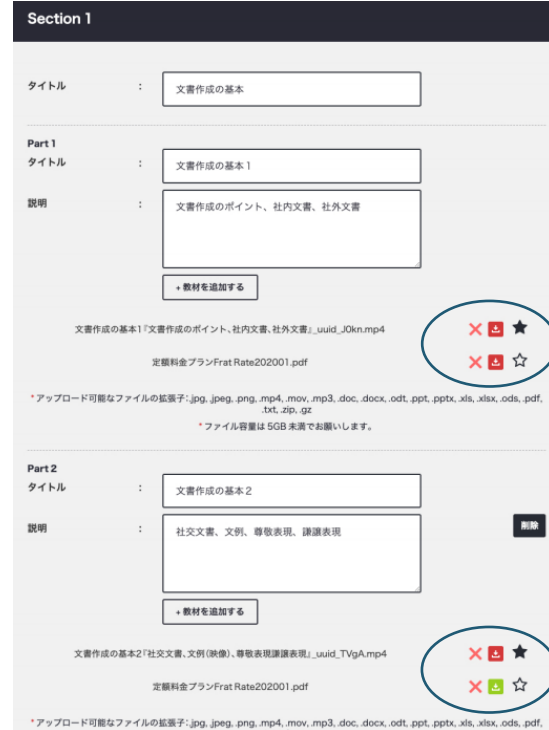 Section 1
タイトル : 文書作成の基本
Part 1
タイトル : 文書作成の基本1
説明 : 文書作成のポイント、社内文書、社外文書
+ 教材を追加する
文書作成の基本1『文書作成のポイント、社内文書、社外文書』_uuid_J0kn.mp4
定額料金プランFrat Rate202001.pdf
*アップロード可能なファイルの拡張子:.jpg, .jpeg, .png, .mp4, .mov, .mp3, .doc, .docx, .odt, .ppt, .pptx, .xls, .xlsx, .ods, .pdf,
.txt, .zip, .gz
*ファイル容量は 5GB 未満でお願いします。
Part 2
タイトル : 文書作成の基本2
説明 : 社交文書、文例、尊敬表現、謙譲表現
削除
+ 教材を追加する
文書作成の基本2『社交文書、文例(映像)、尊敬表現謙譲表現』_uuid_TVgA.mp4
定額料金プランFrat Rate202001.pdf
*アップロード可能なファイルの拡張子:.jpg, .jpeg, .png, .mp4, .mov, .mp3, .doc, .docx, .odt, .ppt, .pptx, .xls, .xlsx, .ods, .pdf,